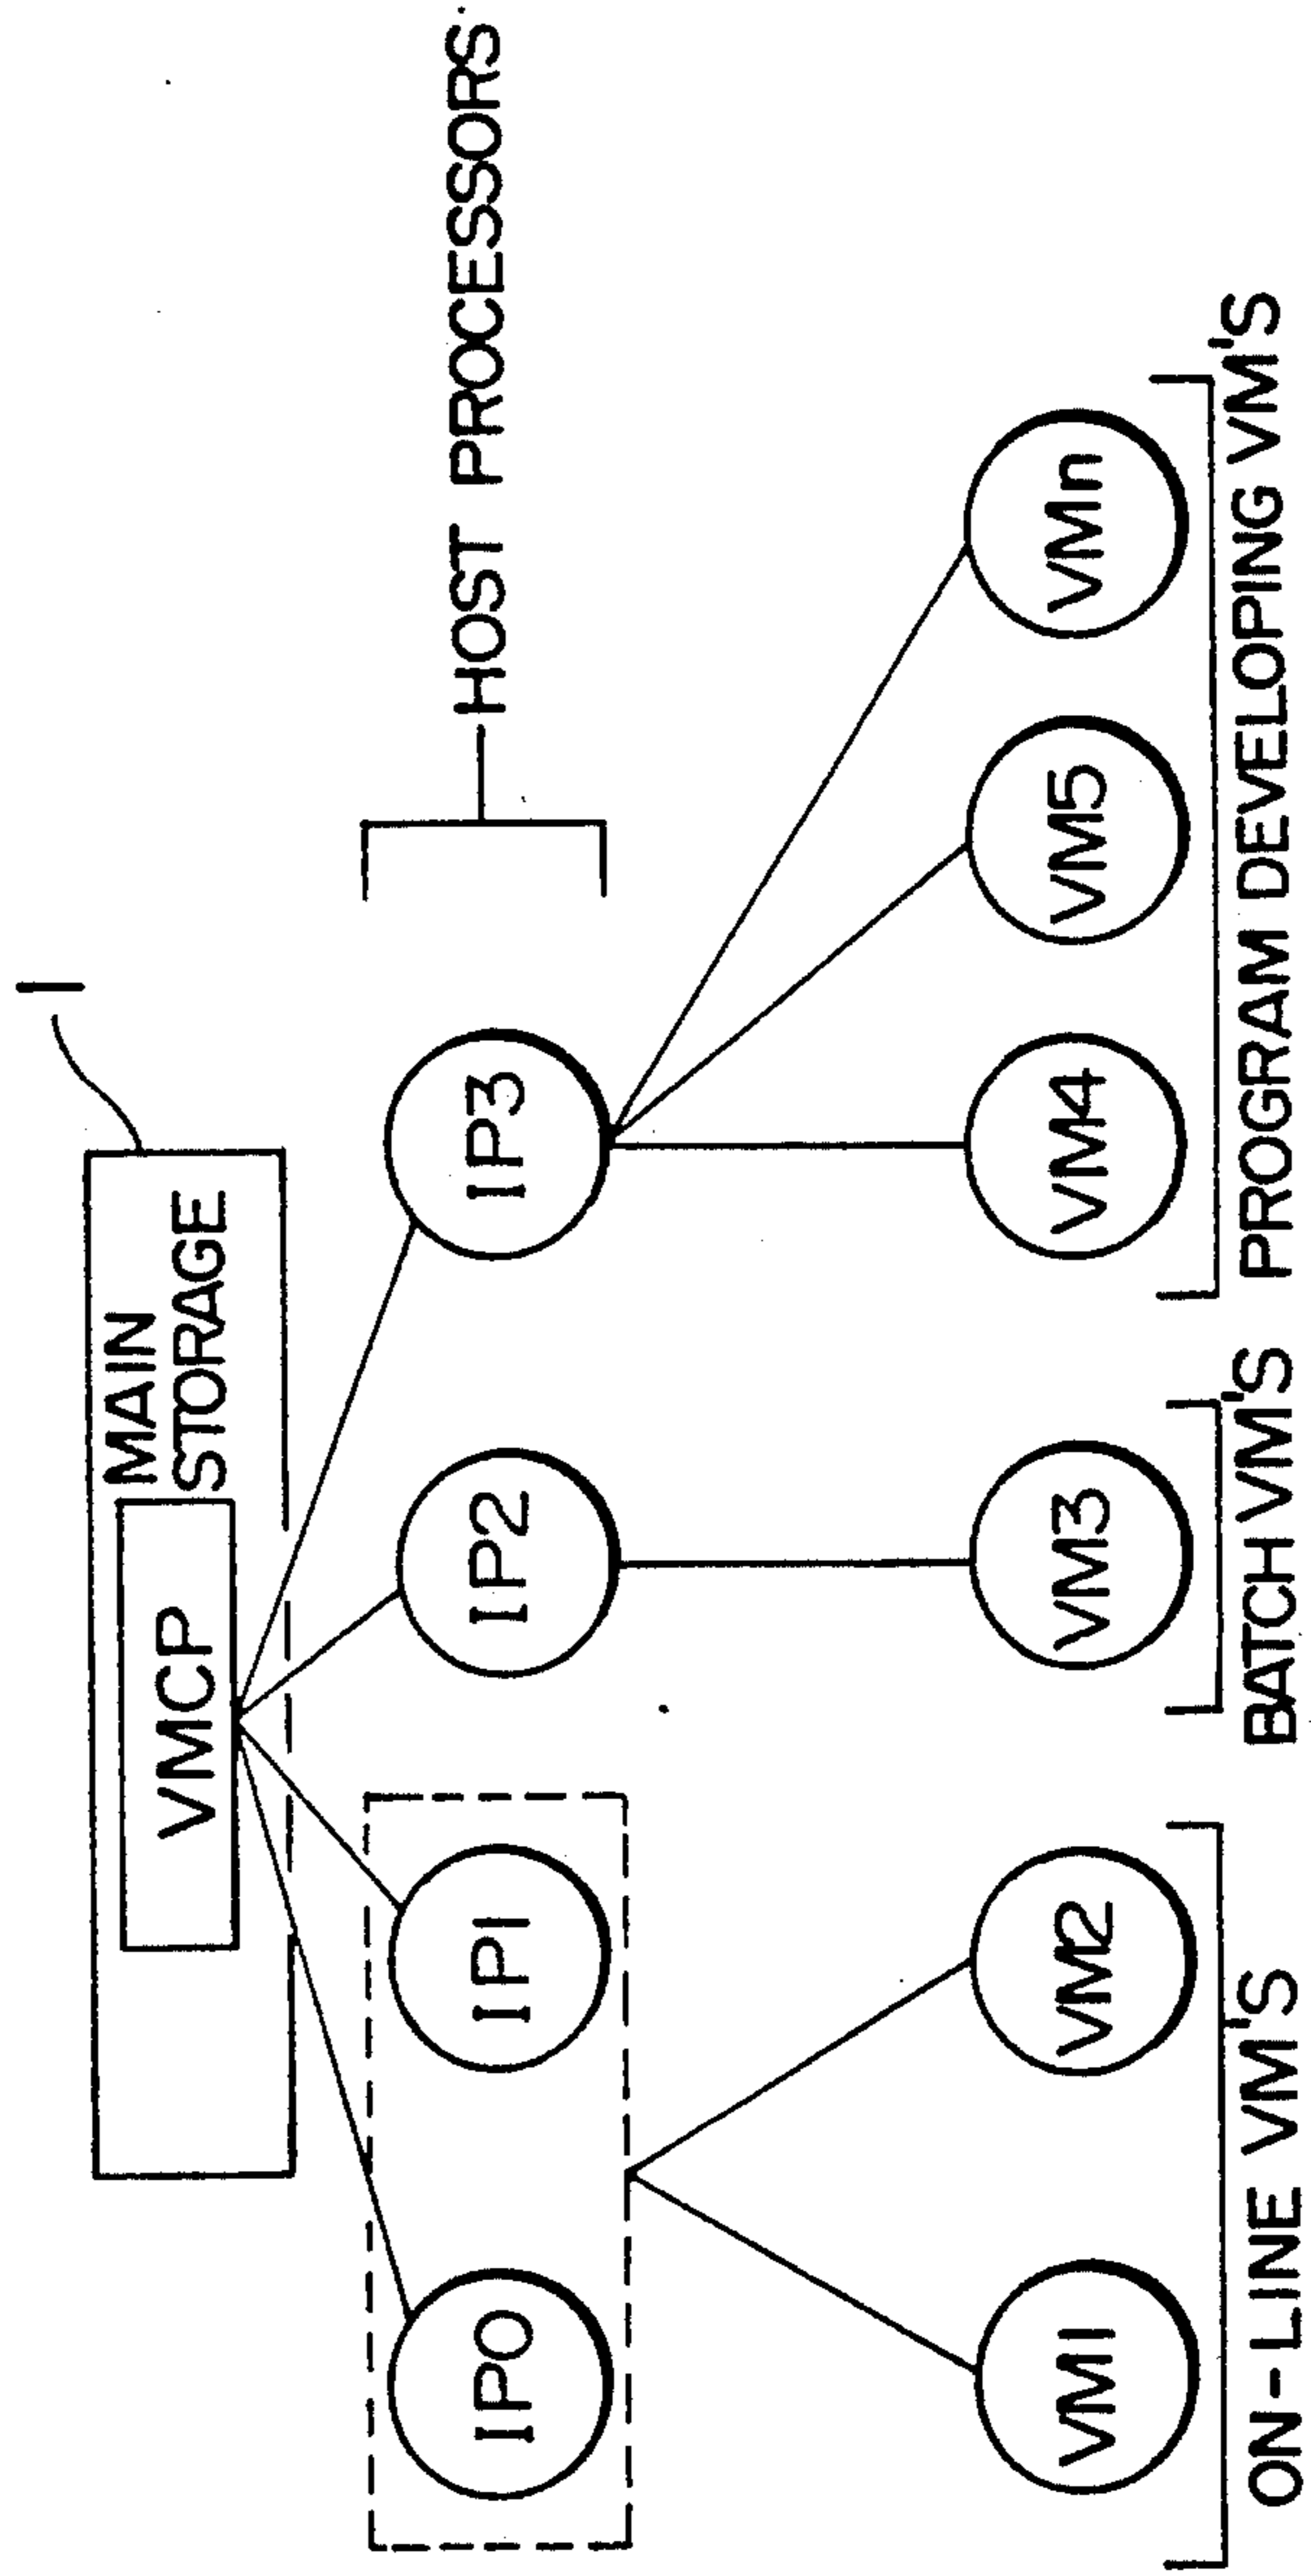 1
MAIN
STORAGE
VMCP
HOST PROCESSORS
IP0
IP1
IP2
IP3
VM1
VM2
VM3
VM4
VM5
VMn
ON-LINE VM'S
BATCH VM'S
PROGRAM DEVELOPING VM'S